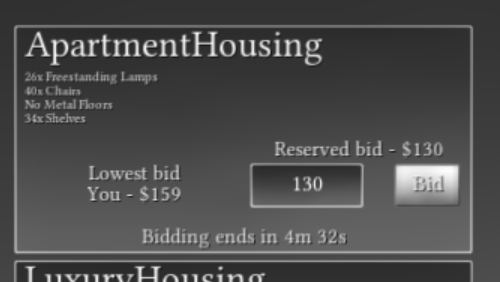 ApartmentHousing
26x Freestanding Lamps
40x Chairs
No Metal Floors
34x Shelves
Reserved bid - $130
Lowest bid
You - $159
130
Bid
Bidding ends in 4m 32s
LuxuryHousing